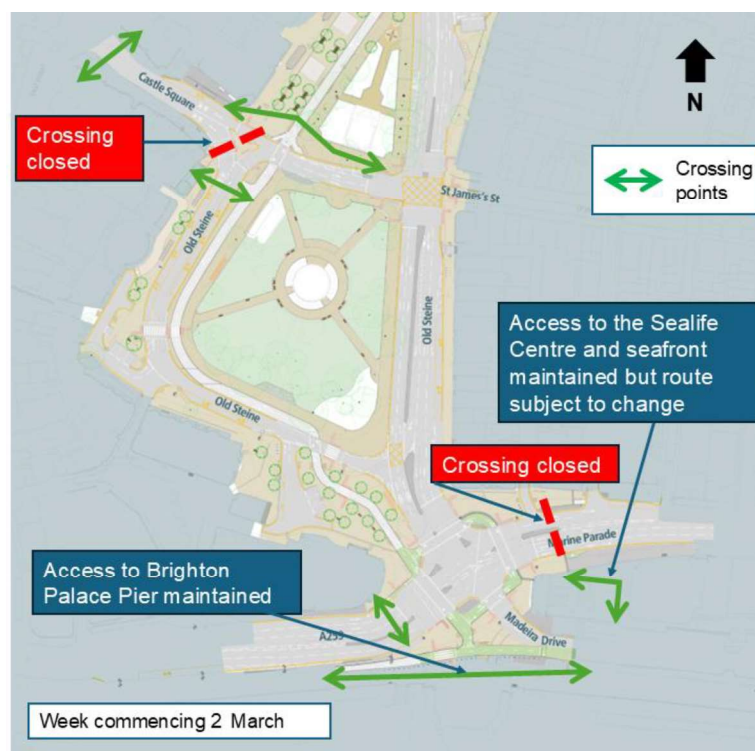 Castle Square
N
Crossing
closed
Crossing
points
St James's St
Old Steine
Old Steine
Access to the Sealife
Centre and seafront
maintained but route
subject to change
Old Steine
Crossing closed
Marine Parade
Access to Brighton
Palace Pier maintained
Madeira Drive
A259
Week commencing 2 March